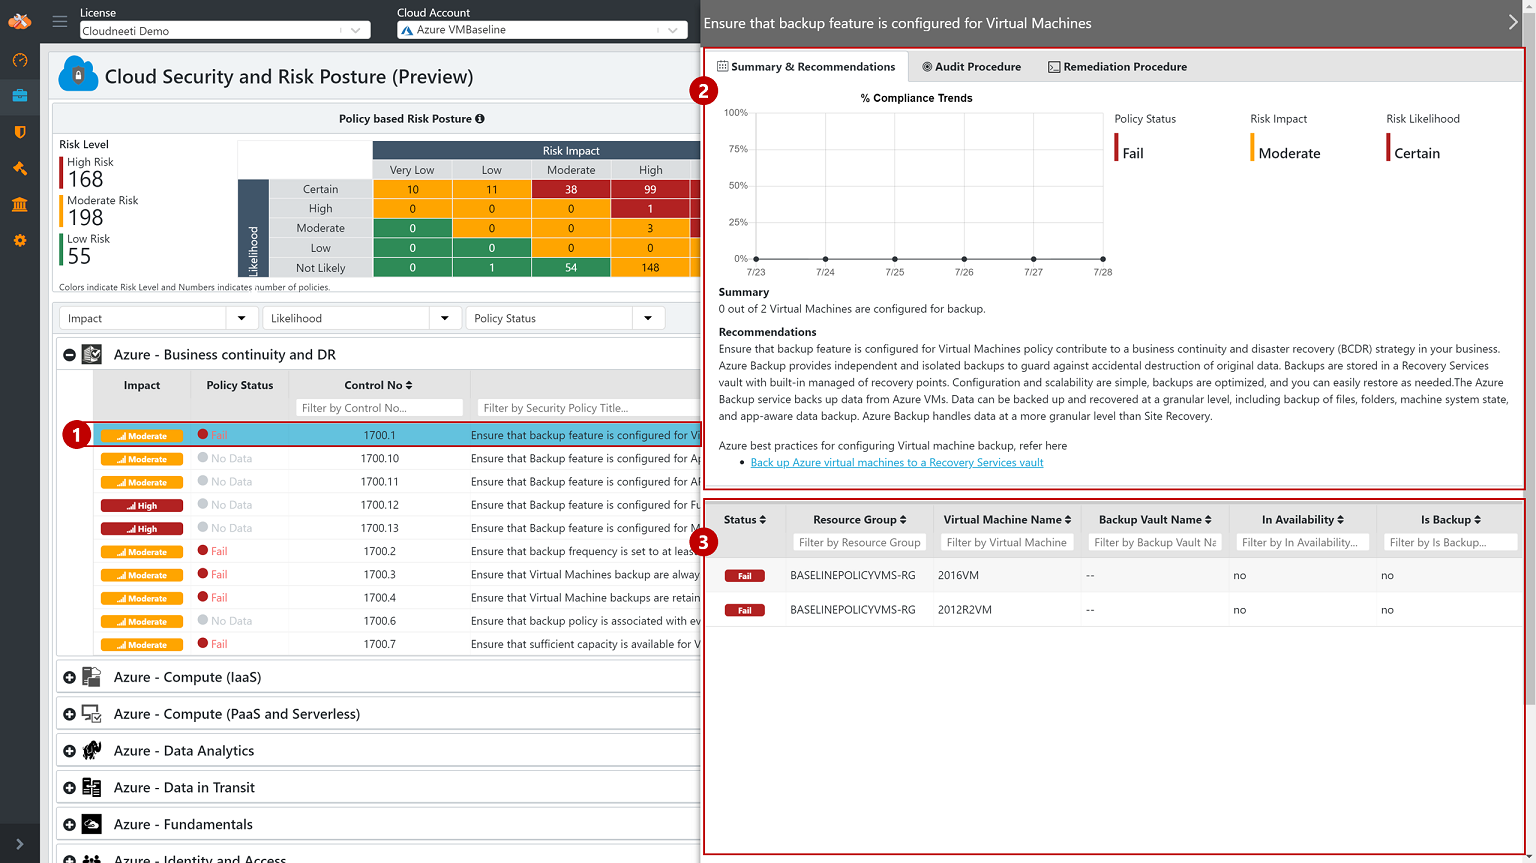 License
Cloudneeti Demo
Cloud Account
Azure VMBaseline
Cloud Security and Risk Posture (Preview)
Policy based Risk Posture
Risk Level
High Risk
168
Moderate Risk
198
Low Risk
55
Risk Impact
Very Low Low Moderate High
Likelihood
Certain 10 11 38 99
High 0 0 0 1
Moderate 0 0 0 3
Low 0 0 0 0
Not Likely 0 1 54 148
Colors indicate Risk Level and Numbers indicates number of policies.
Impact Likelihood Policy Status
Azure - Business continuity and DR
Impact Policy Status Control No
Filter by Control No... Filter by Security Policy Title...
1
Moderate Fail 1700.1 Ensure that backup feature is configured for
Moderate No Data 1700.10 Ensure that Backup feature is configured for
Moderate No Data 1700.11 Ensure that Backup feature is configured for
High No Data 1700.12 Ensure that Backup feature is configured for
High No Data 1700.13 Ensure that Backup feature is configured for
Moderate Fail 1700.2 Ensure that backup frequency is set to at
Moderate Fail 1700.3 Ensure that Virtual Machines backup are
Moderate Fail 1700.4 Ensure that Virtual Machine backups are
Moderate No Data 1700.6 Ensure that backup policy is associated with
Moderate Fail 1700.7 Ensure that sufficient capacity is available for
Azure - Compute (IaaS)
Azure - Compute (PaaS and Serverless)
Azure - Data Analytics
Azure - Data in Transit
Azure - Fundamentals
Azure - Identity and Access
Ensure that backup feature is configured for Virtual Machines
2
Summary & Recommendations Audit Procedure Remediation Procedure
% Compliance Trends
100%
75%
50%
25%
0%
7/23 7/24 7/25 7/26 7/27 7/28
Policy Status Risk Impact Risk Likelihood
Fail Moderate Certain
Summary
0 out of 2 Virtual Machines are configured for backup.
Recommendations
Ensure that backup feature is configured for Virtual Machines policy contribute to a business continuity and disaster recovery (BCDR) strategy in your business.
Azure Backup provides independent and isolated backups to guard against accidental destruction of original data. Backups are stored in a Recovery Services
vault with built-in managed of recovery points. Configuration and scalability are simple, backups are optimized, and you can easily restore as needed.The Azure
Backup service backs up data from Azure VMs. Data can be backed up and recovered at a granular level, including backup of files, folders, machine system state,
and app-aware data backup. Azure Backup handles data at a more granular level than Site Recovery.
Azure best practices for configuring Virtual machine backup, refer here
• Back up Azure virtual machines to a Recovery Services vault
3
Status Resource Group Virtual Machine Name Backup Vault Name In Availability Is Backup
Filter by Resource Group Filter by Virtual Machine Filter by Backup Vault Filter by In Availability... Filter by Is Backup...
Fail BASELINEPOLICYVMS-RG 2016VM -- no no
Fail BASELINEPOLICYVMS-RG 2012R2VM -- no no